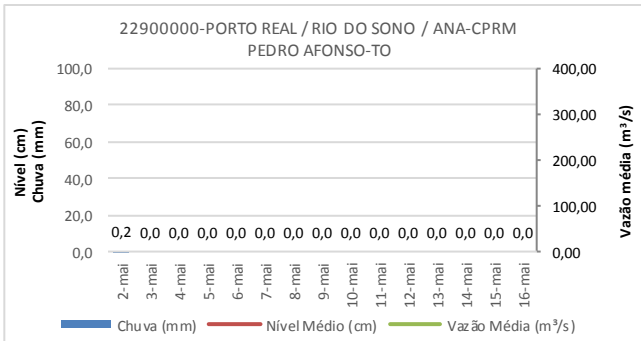 22900000-PORTO REAL / RIO DO SONO / ANA-CPRM
PEDRO AFONSO-TO
Nível (cm)
Chuva (mm)
100,0
80,0
60,0
40,0
20,0
0,0
0,2 0,0 0,0 0,0 0,0 0,0 0,0 0,0 0,0 0,0 0,0 0,0 0,0 0,0 0,0
400,00
300,00
200,00
100,00
0,00
Vazão média (m³/s)
2-mai 3-mai 4-mai 5-mai 6-mai 7-mai 8-mai 9-mai 10-mai 11-mai 12-mai 13-mai 14-mai 15-mai 16-mai
Chuva (mm) Nível Médio (cm) Vazão Média (m³/s)